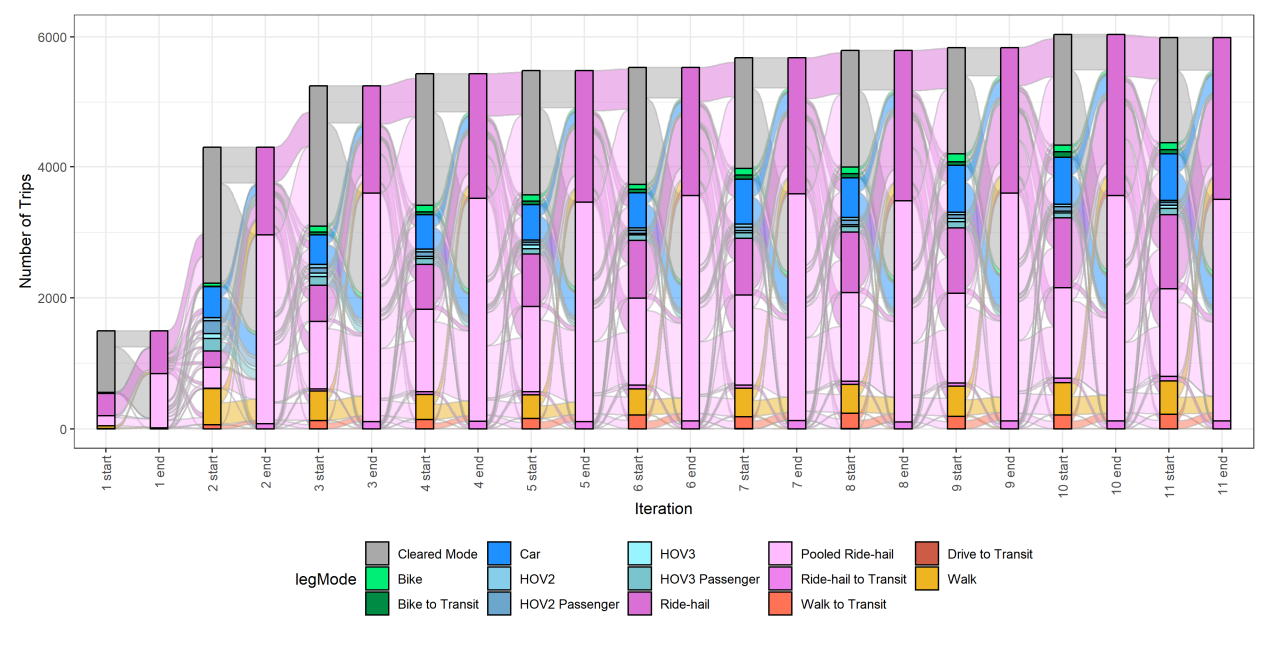 Number of Trips
6000
4000
2000
0
1 start
1 end
2 start
2 end
3 start
3 end
4 start
4 end
5 start
5 end
6 start
6 end
7 start
7 end
8 start
8 end
9 start
9 end
10 start
10 end
11 start
11 end
Iteration
legMode
Cleared Mode
Bike
Bike to Transit
Car
HOV2
HOV2 Passenger
HOV3
HOV3 Passenger
Ride-hail
Pooled Ride-hail
Ride-hail to Transit
Walk to Transit
Drive to Transit
Walk